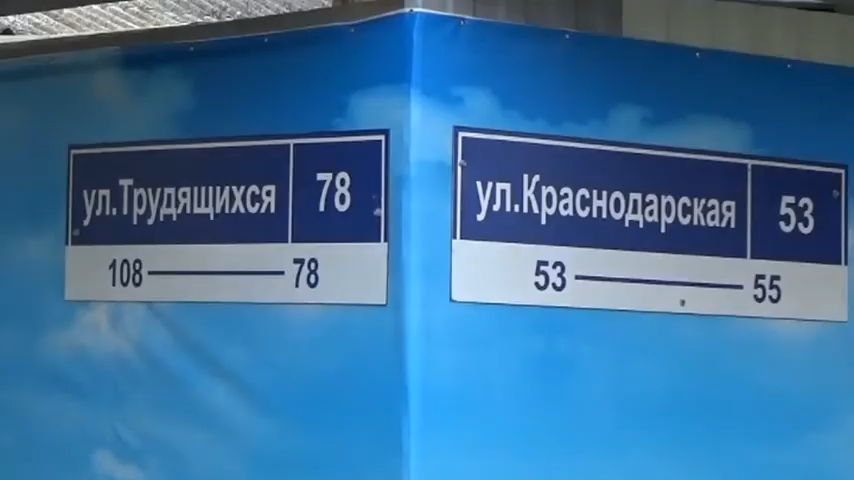 ул.Трудящихся 78
108 — 78
ул.Краснодарская 53
53 — 55